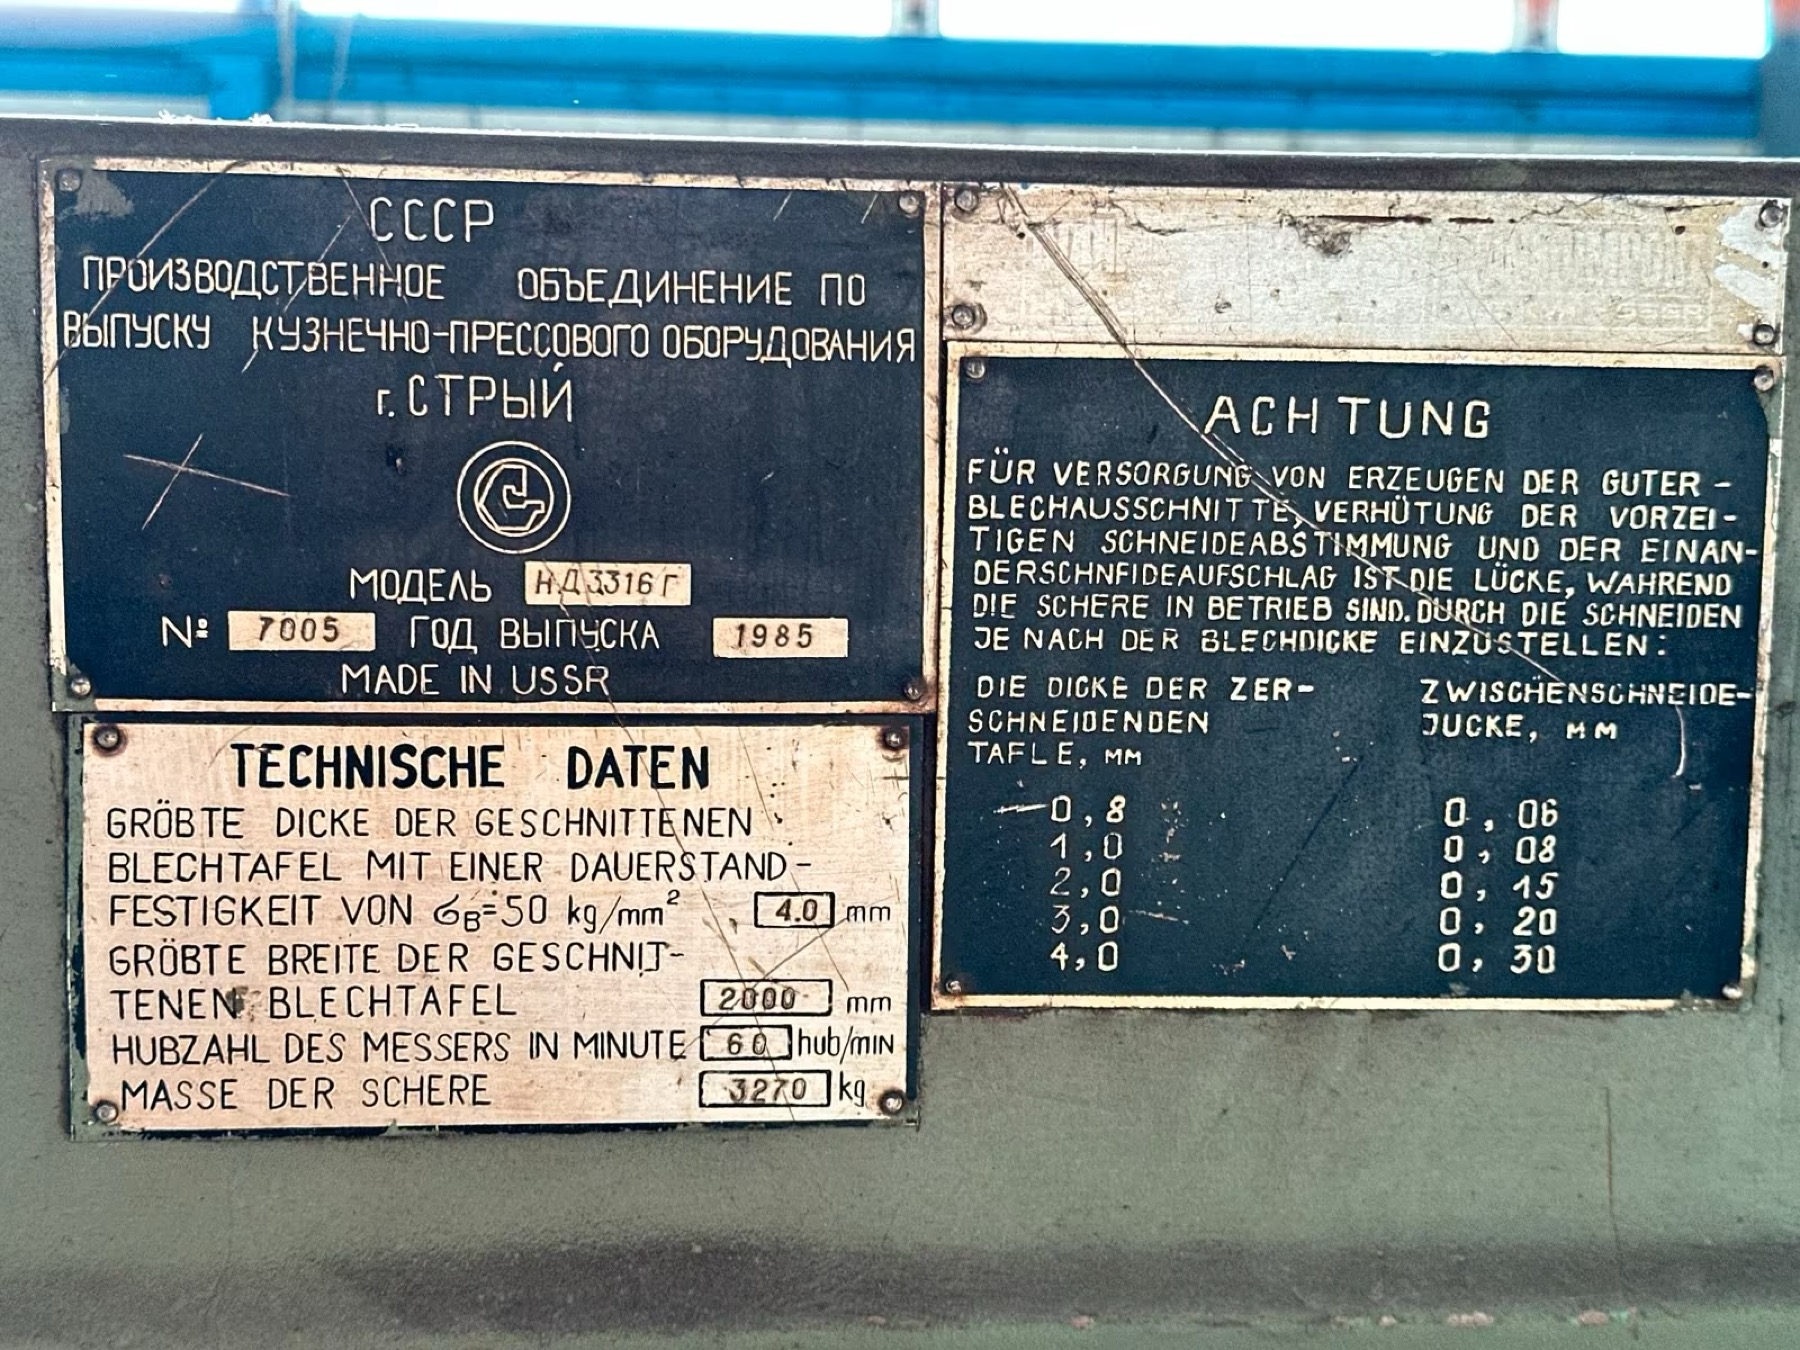 СССР
ПРОИЗВОДСТВЕННОЕ ОБЪЕДИНЕНИЕ ПО
ВЫПУСКУ КУЗНЕЧНО-ПРЕССОВОГО ОБОРУДОВАНИЯ
г. СТРЫЙ
МОДЕЛЬ НД3316Г
№ 7005 ГОД ВЫПУСКА 1985
MADE IN USSR
TECHNISCHE DATEN
GRÖBTE DICKE DER GESCHNITTENEN
BLECHTAFEL MIT EINER DAUERSTAND-
FESTIGKEIT VON σB=50 kg/mm² 4.0 mm
GRÖBTE BREITE DER GESCHNIT-
TENEN BLECHTAFEL 2000 mm
HUBZAHL DES MESSERS IN MINUTE 60 hub/MIN
MASSE DER SCHERE 3270 kg
ACHTUNG
FÜR VERSORGUNG VON ERZEUGEN DER GUTER-
BLECHAUSSCHNITTE, VERHÜTUNG DER VORZEI-
TIGEN SCHNEIDEABSTIMMUNG UND DER EINAN-
DERSCHNFIDEAUFSCHLAG IST DIE LÜCKE, WAHREND
DIE SCHERE IN BETRIEB SIND. DURCH DIE SCHNEIDEN
JE NACH DER BLECHDICKE EINZUSTELLEN:
DIE DICKE DER ZER- ZWISCHENSCHNEIDE-
SCHNEIDENDEN JUCKE, MM
TAFLE, MM
0,8 0,06
1,0 0,08
2,0 0,15
3,0 0,20
4,0 0,30